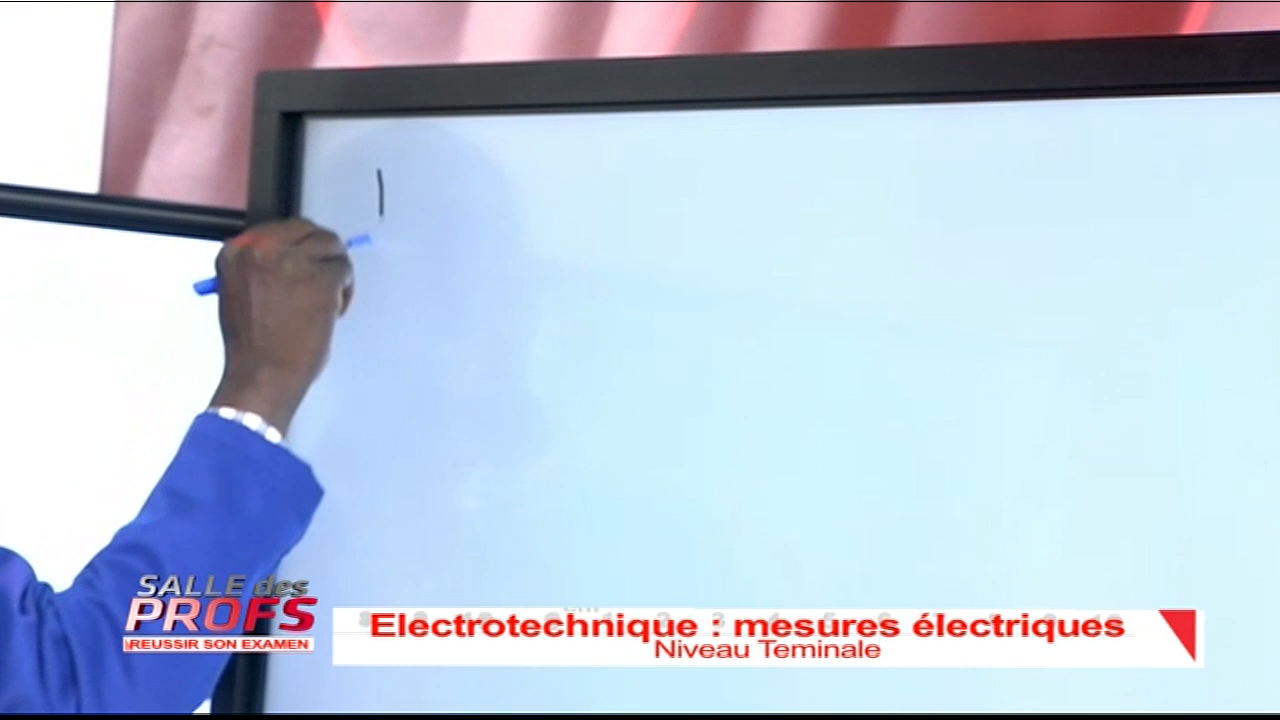 SALLE des
PROFS
REUSSIR SON EXAMEN
Electrotechnique : mesures électriques
Niveau Teminale